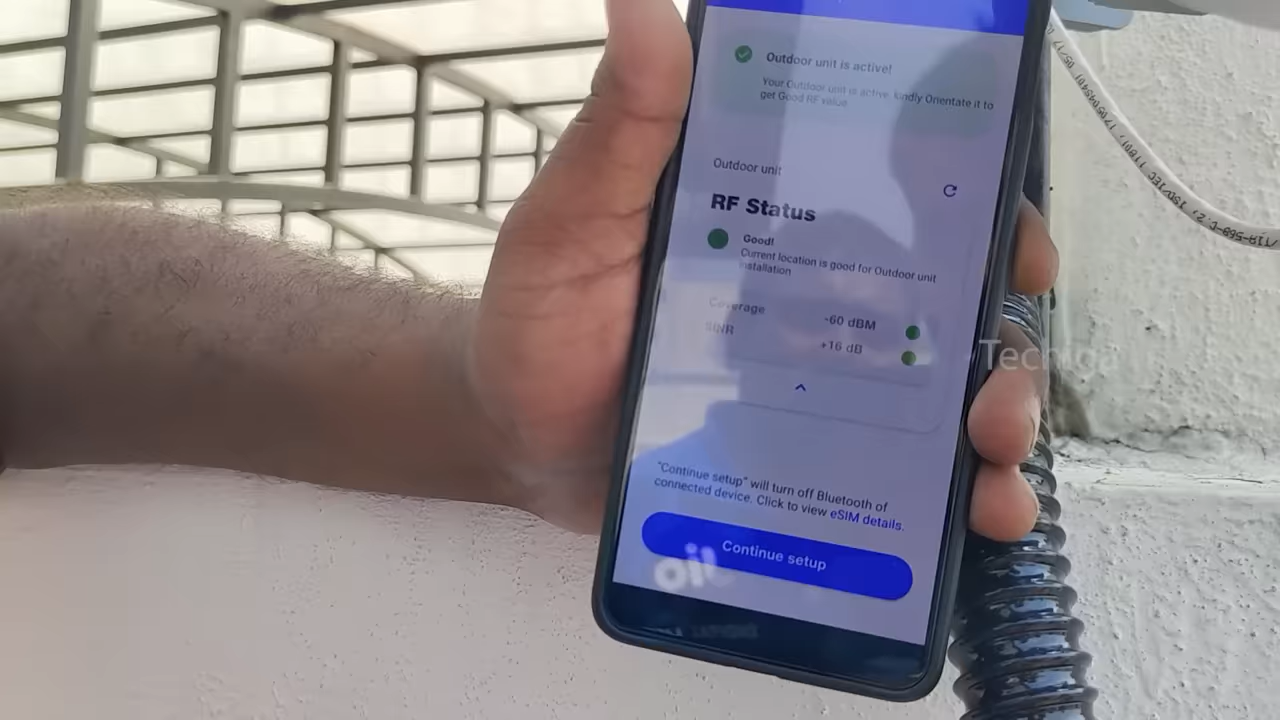 Outdoor unit is active!
Your Outdoor unit is active, kindly Orientate it to
get Good RF value
Outdoor unit
RF Status
Good!
Current location is good for Outdoor unit
installation
Coverage -60 dBM
SINR +16 dB
"Continue setup" will turn off Bluetooth of
connected device. Click to view eSIM details.
Continue setup